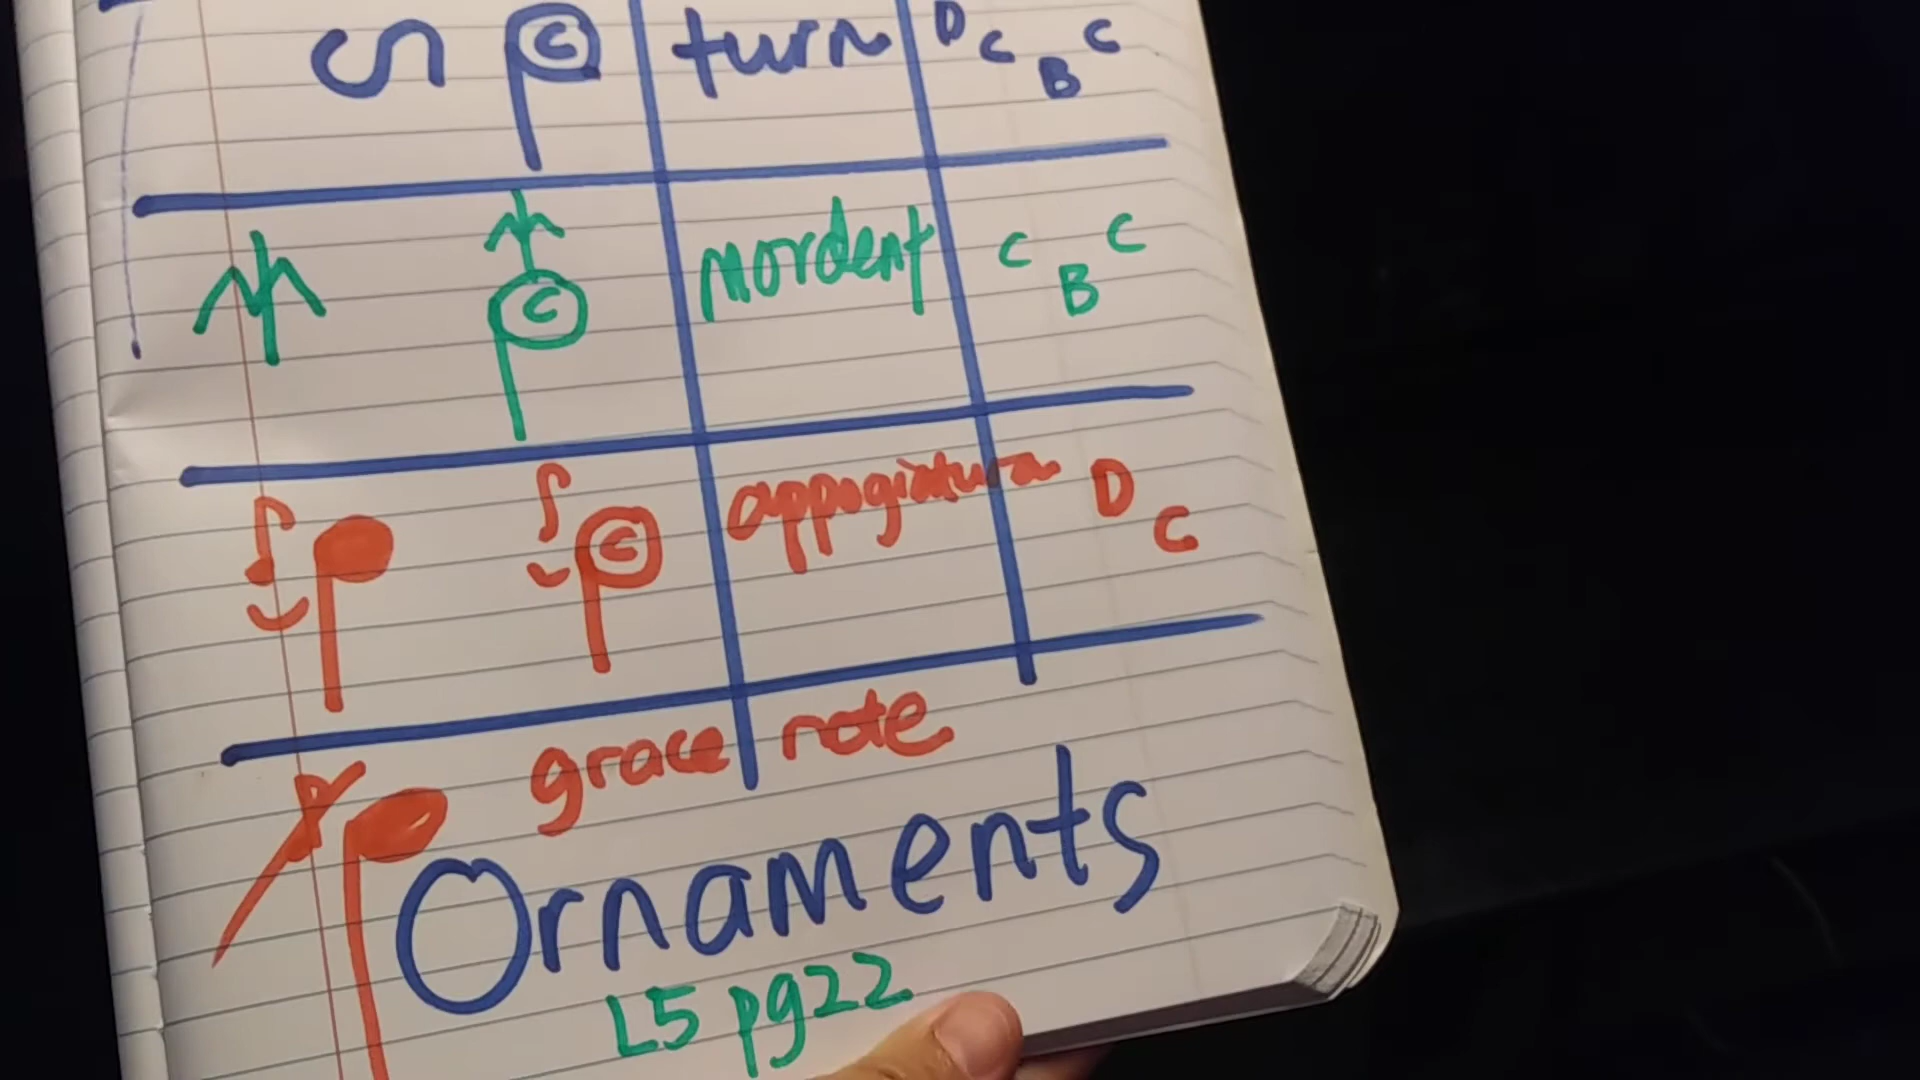 C turn D C B C
C mordent C B C
C appogiatura D C
grace note
Ornaments
L5 pg22